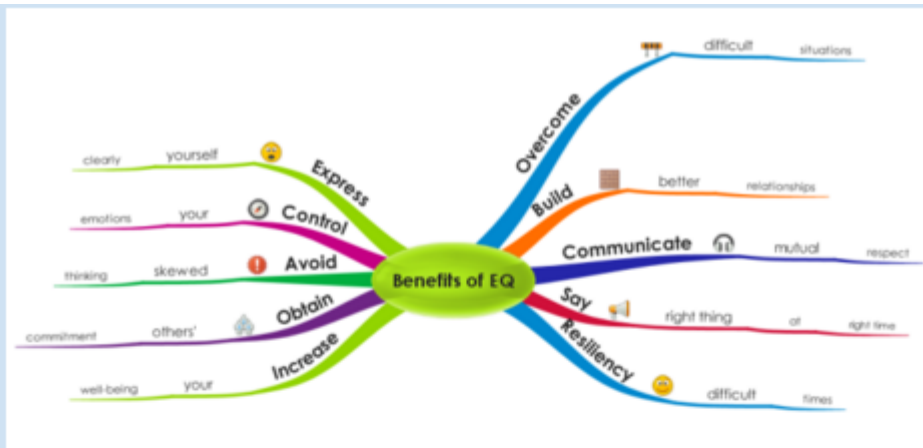 Benefits of EQ
Overcome difficult situations
Build better relationships
Communicate mutual respect
Say right thing at right time
Resiliency difficult times
Express yourself clearly
Control your emotions
Avoid skewed thinking
Obtain others' commitment
Increase your well-being